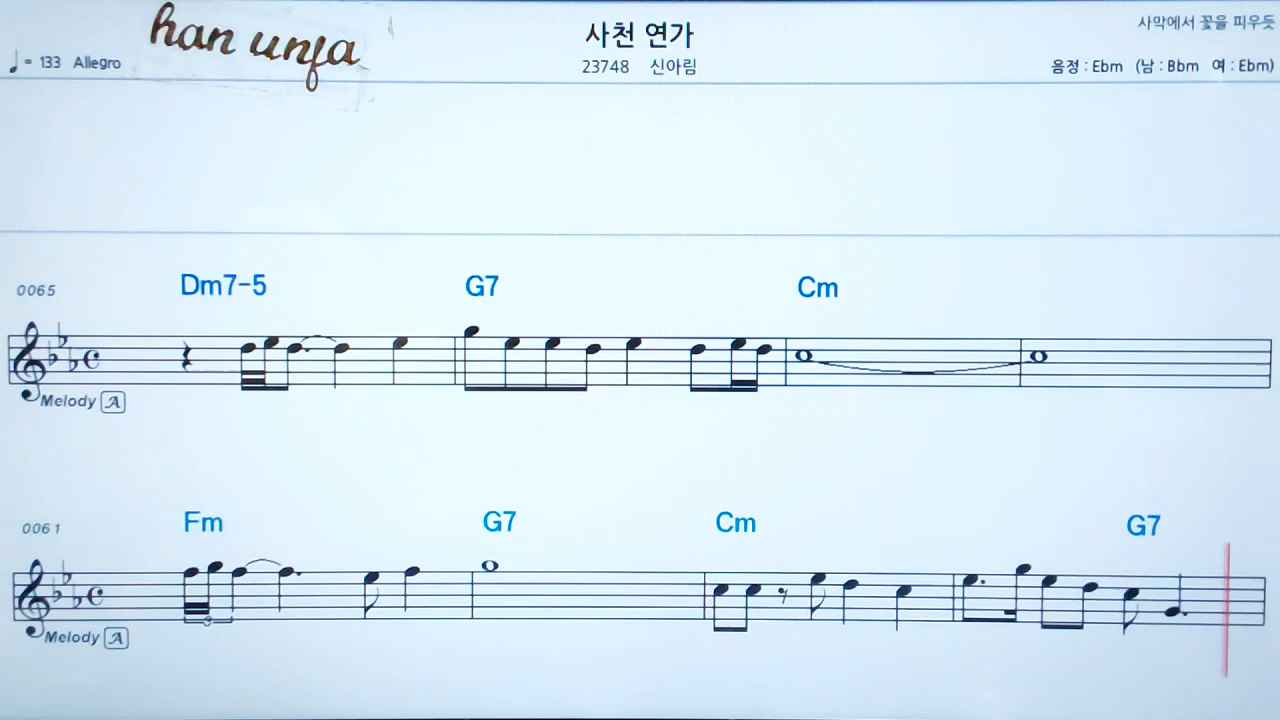 han unja
사천 연가
사막에서 꽃을 피우듯
♩ = 133 Allegro
23748 신아림
음정 : Ebm (남 : Bbm 여 : Ebm)
0065
Dm7-5 G7 Cm
Melody A
0061
Fm G7 Cm G7
3
Melody A